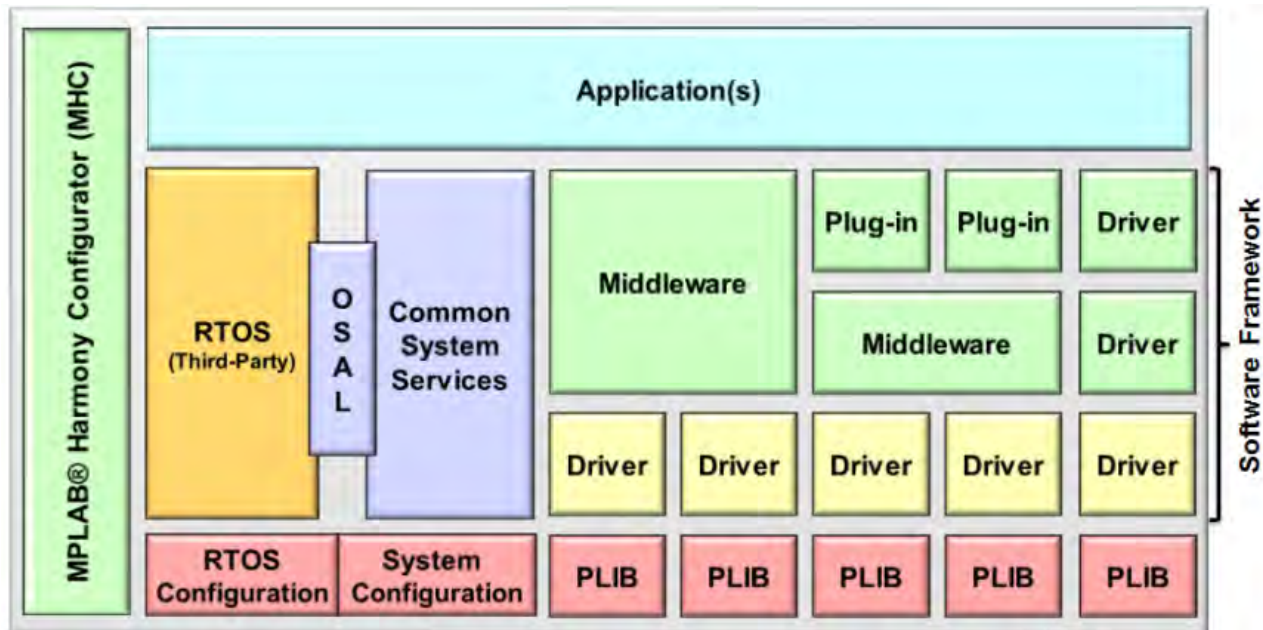 MPLAB® Harmony Configurator (MHC)
Application(s)
RTOS
(Third-Party)
O
S
A
L
Common
System
Services
Middleware
Plug-in
Plug-in
Driver
Middleware
Driver
Driver
Driver
Driver
Driver
Driver
RTOS
Configuration
System
Configuration
PLIB
PLIB
PLIB
PLIB
PLIB
Software Framework